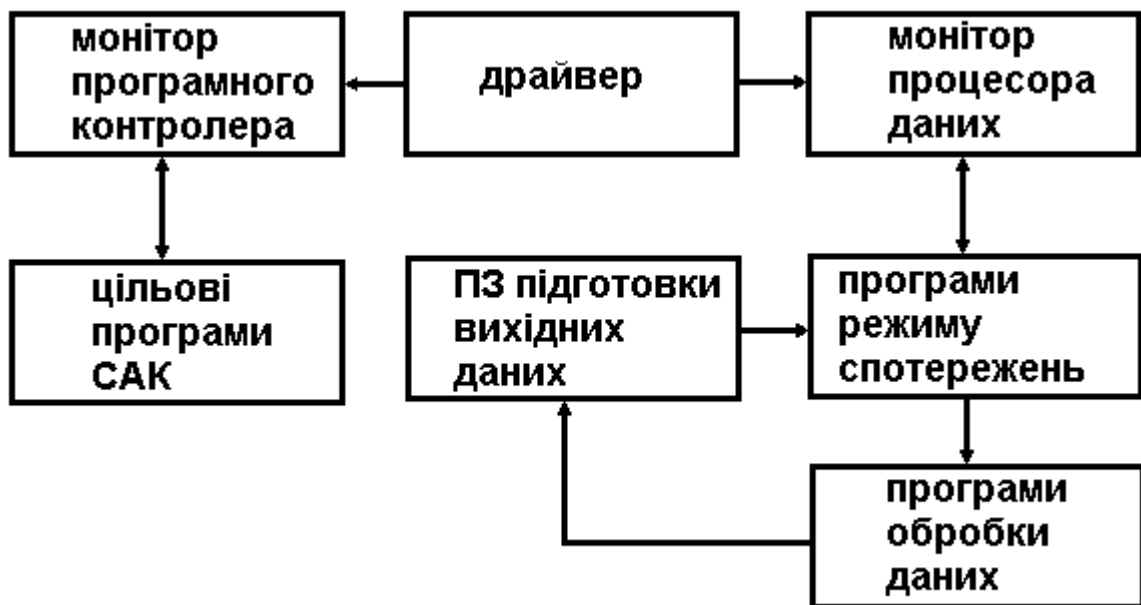 монітор
програмного
контролера
драйвер
монітор
процесора
даних
цільові
програми
САК
ПЗ підготовки
вихідних
даних
програми
режиму
спотережень
програми
обробки
даних